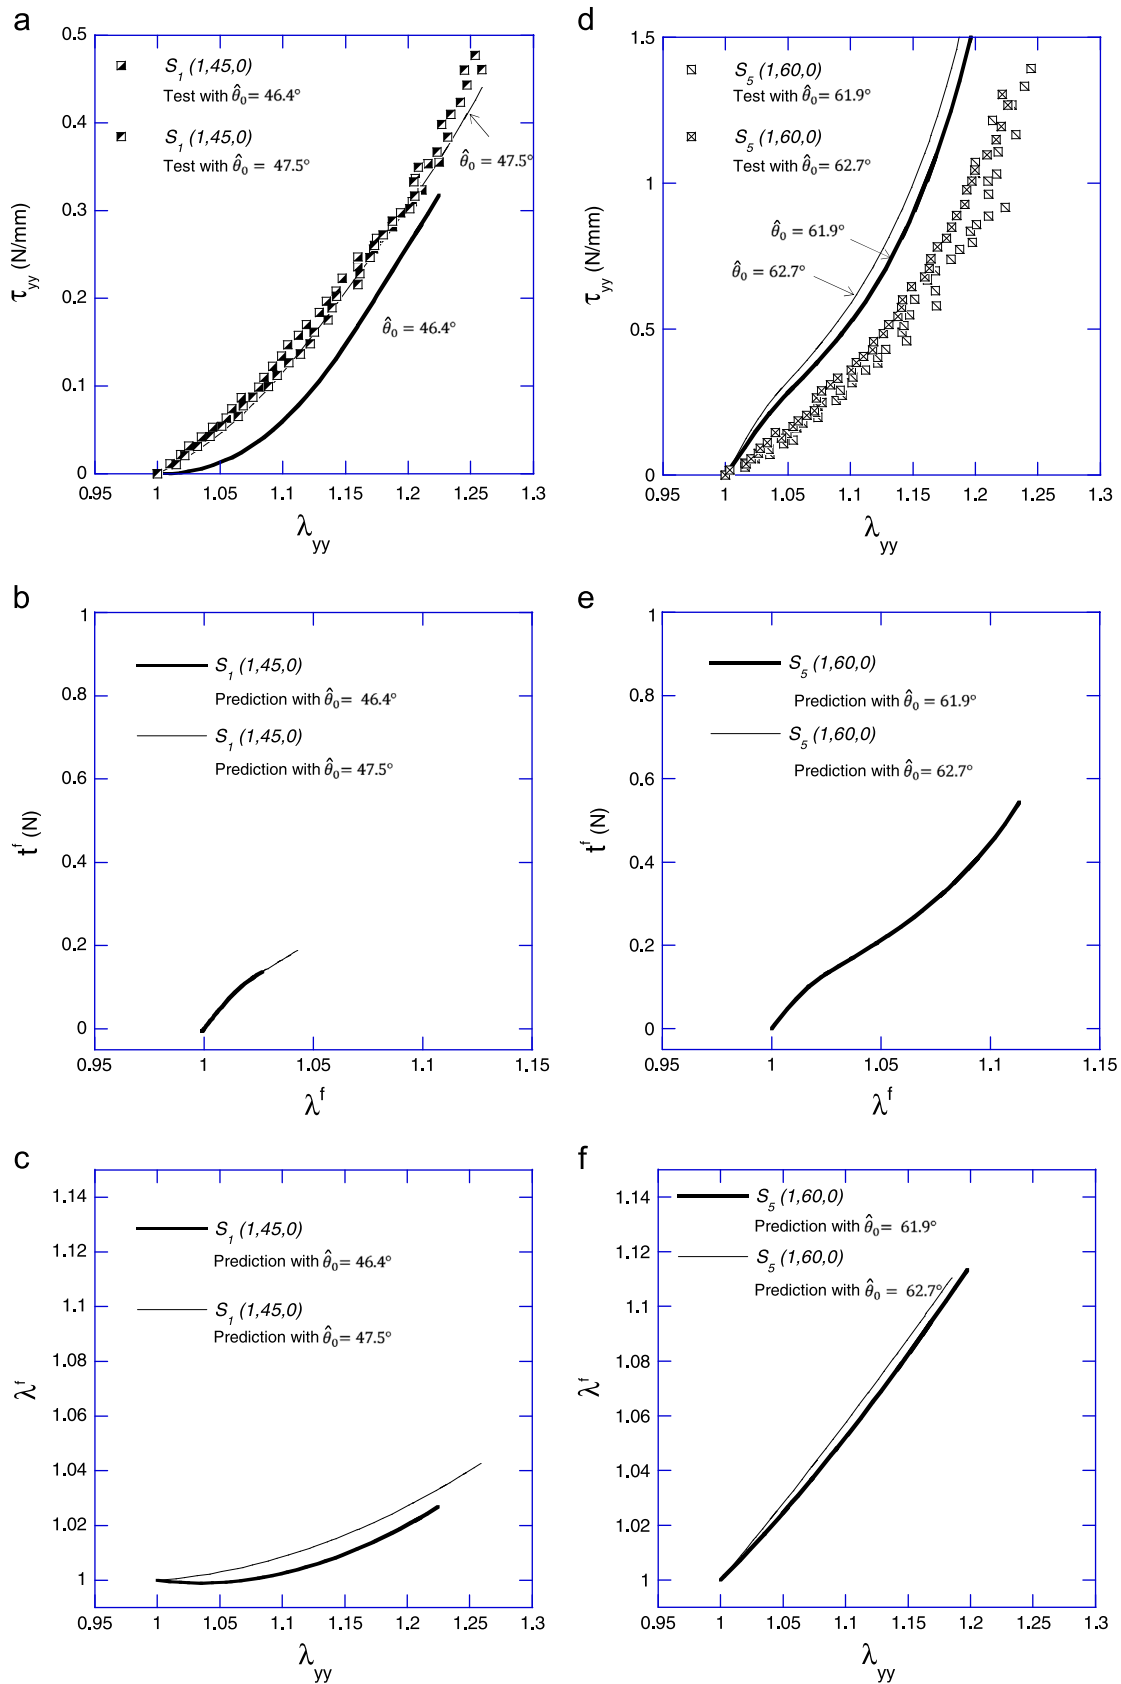 a
0.5
0.4
0.3
0.2
0.1
0
τyy (N/mm)
S1 (1,45,0)
Test with θ̂0 = 46.4°
S1 (1,45,0)
Test with θ̂0 = 47.5°
θ̂0 = 47.5°
θ̂0 = 46.4°
0.95 1 1.05 1.1 1.15 1.2 1.25 1.3
λyy
d
1.5
1
0.5
0
τyy (N/mm)
S5 (1,60,0)
Test with θ̂0 = 61.9°
S5 (1,60,0)
Test with θ̂0 = 62.7°
θ̂0 = 61.9°
θ̂0 = 62.7°
0.95 1 1.05 1.1 1.15 1.2 1.25 1.3
λyy
b
1
0.8
0.6
0.4
0.2
0
t^f (N)
S1 (1,45,0)
Prediction with θ̂0 = 46.4°
S1 (1,45,0)
Prediction with θ̂0 = 47.5°
0.95 1 1.05 1.1 1.15
λ^f
e
1
0.8
0.6
0.4
0.2
0
t^f (N)
S5 (1,60,0)
Prediction with θ̂0 = 61.9°
S5 (1,60,0)
Prediction with θ̂0 = 62.7°
0.95 1 1.05 1.1 1.15
λ^f
c
1.14
1.12
1.1
1.08
1.06
1.04
1.02
1
λ^f
S1 (1,45,0)
Prediction with θ̂0 = 46.4°
S1 (1,45,0)
Prediction with θ̂0 = 47.5°
0.95 1 1.05 1.1 1.15 1.2 1.25 1.3
λyy
f
1.14
1.12
1.1
1.08
1.06
1.04
1.02
1
λ^f
S5 (1,60,0)
Prediction with θ̂0 = 61.9°
S5 (1,60,0)
Prediction with θ̂0 = 62.7°
0.95 1 1.05 1.1 1.15 1.2 1.25 1.3
λyy